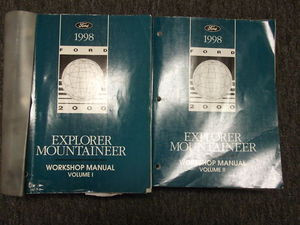 Ford
1998
FORD
2000
EXPLORER
MOUNTAINEER
WORKSHOP MANUAL
VOLUME I
Ford
1998
FORD
2000
EXPLORER
MOUNTAINEER
WORKSHOP MANUAL
VOLUME II